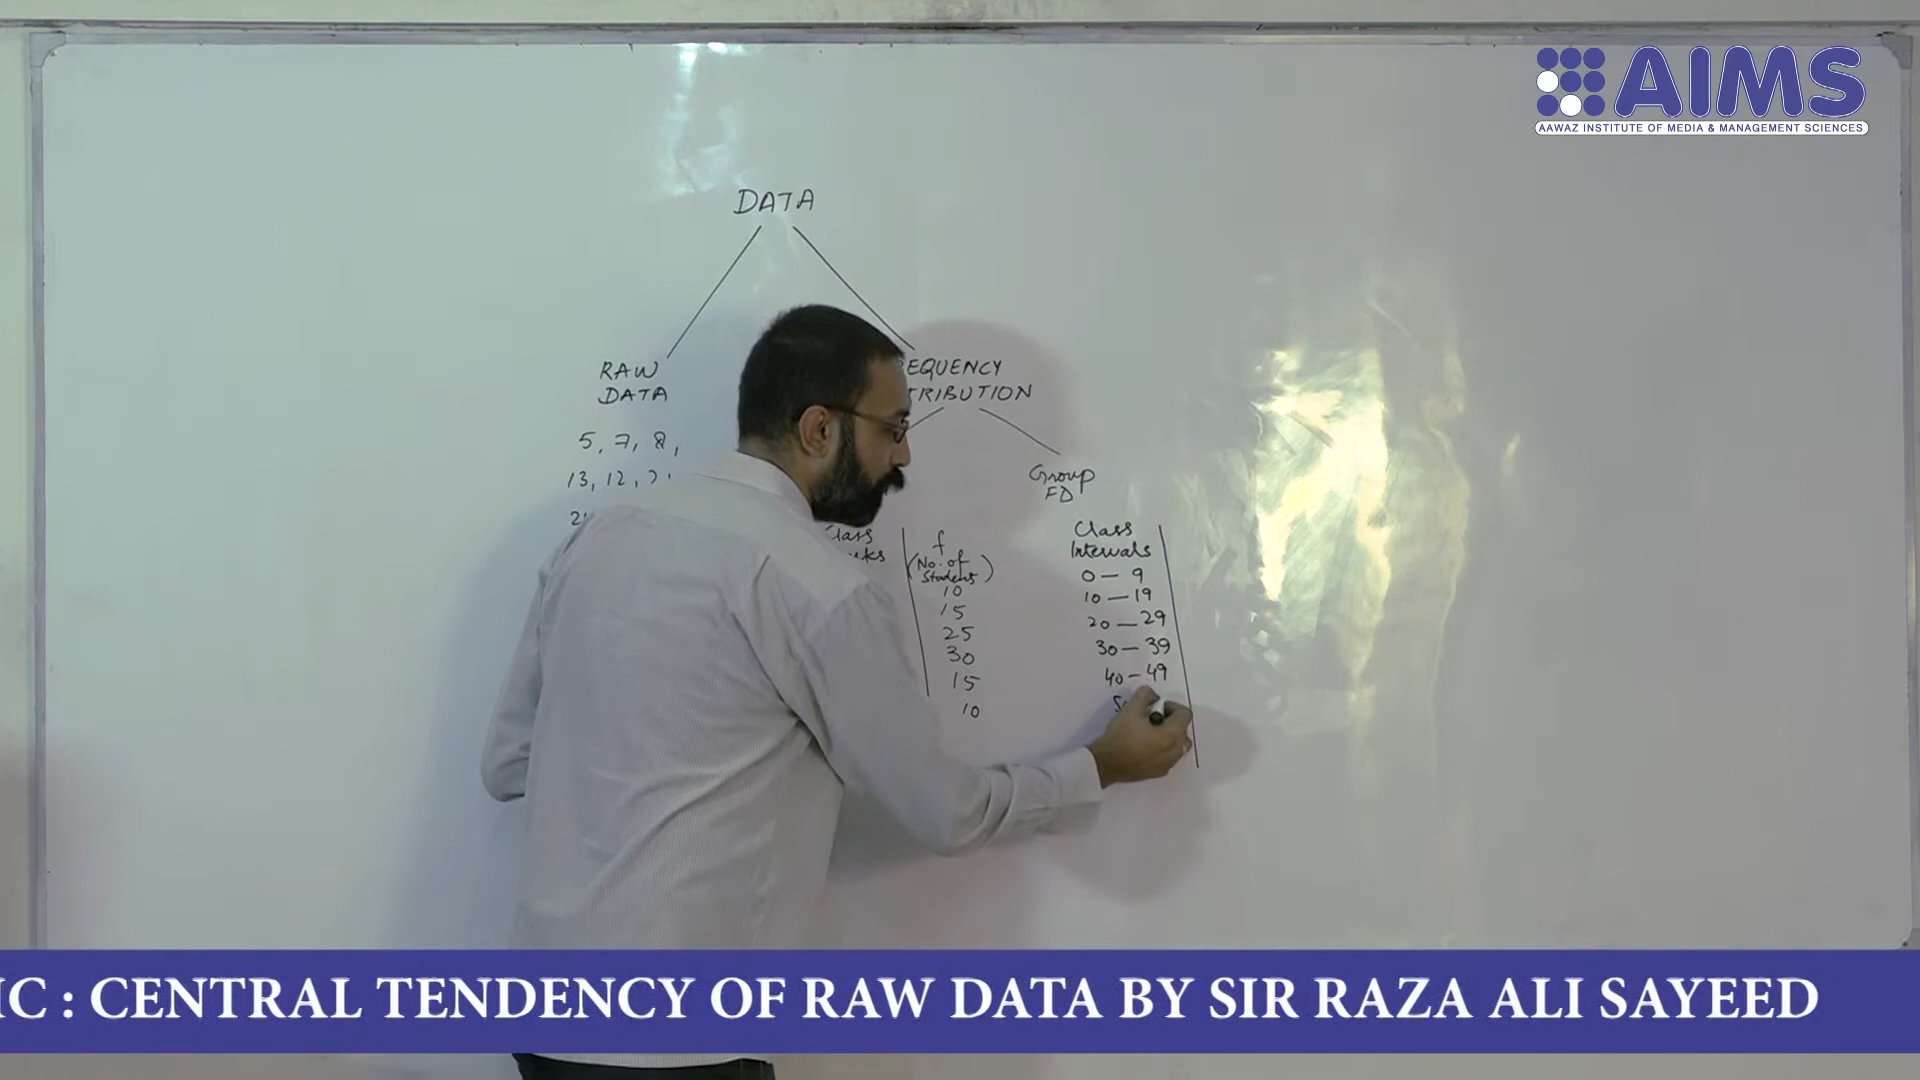 AIMS
AAWAZ INSTITUTE OF MEDIA & MANAGEMENT SCIENCES
DATA
RAW
DATA
5, 7, 8,
13, 12,
EQUENCY
TRIBUTION
Group
FD
f
(No. of
Students)
10
15
25
30
15
10
Class
Intervals
0 — 9
10 — 19
20 — 29
30 — 39
40 — 49
IC : CENTRAL TENDENCY OF RAW DATA BY SIR RAZA ALI SAYEED